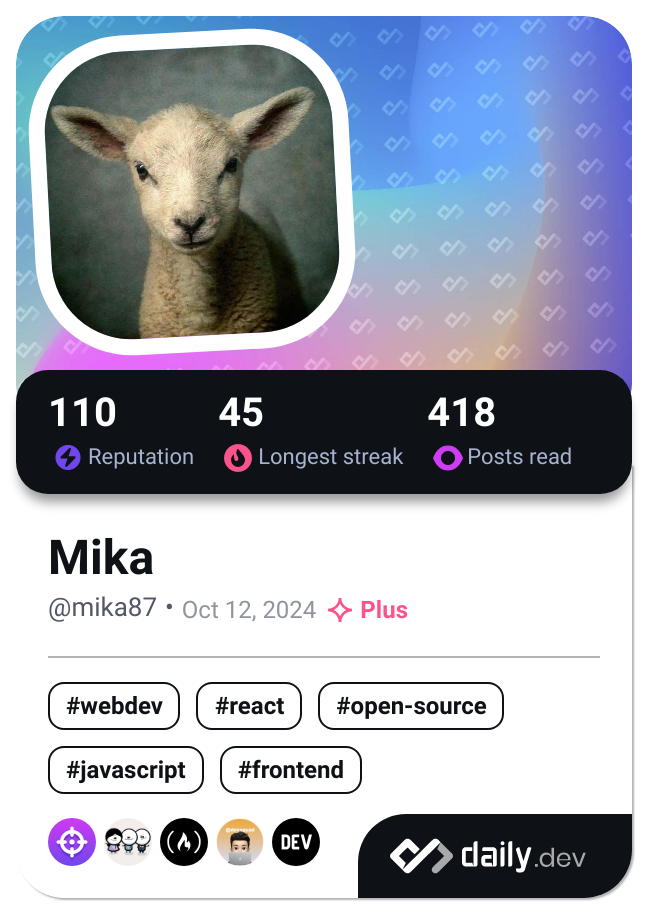 110 45 418
Reputation Longest streak Posts read
Mika
@mika87 • Oct 12, 2024 Plus
#webdev #react #open-source
#javascript #frontend
DEV
daily.dev